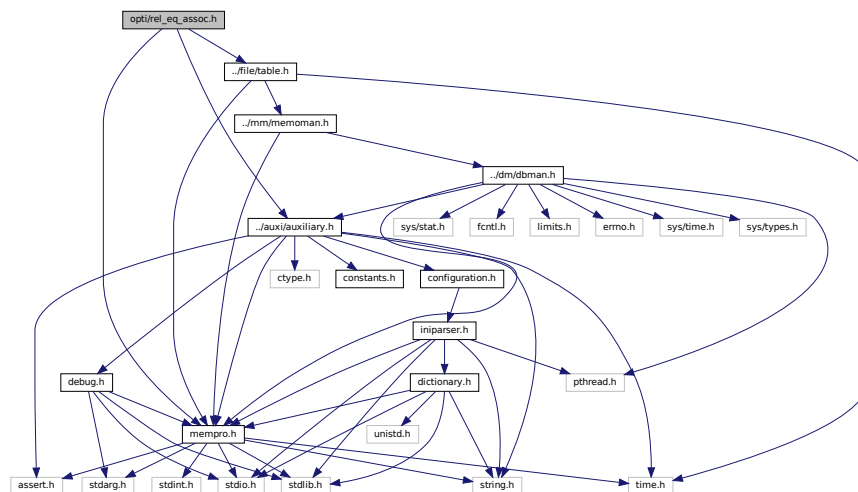 opti/rel_eq_assoc.h
../file/table.h
../mm/memoman.h
../dm/dbman.h
../auxi/auxiliary.h
sys/stat.h
fcntl.h
limits.h
errno.h
sys/time.h
sys/types.h
ctype.h
constants.h
configuration.h
iniparser.h
debug.h
dictionary.h
pthread.h
mempro.h
unistd.h
assert.h
stdarg.h
stdint.h
stdio.h
stdlib.h
string.h
time.h